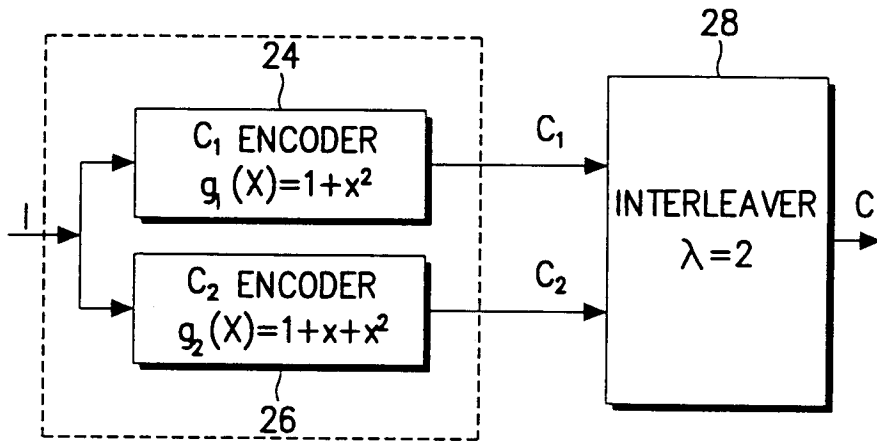 24
C₁ ENCODER
g₁(X)=1+x²
I
C₁
C₂ ENCODER
g₂(X)=1+x+x²
26
C₂
28
INTERLEAVER
λ=2
C